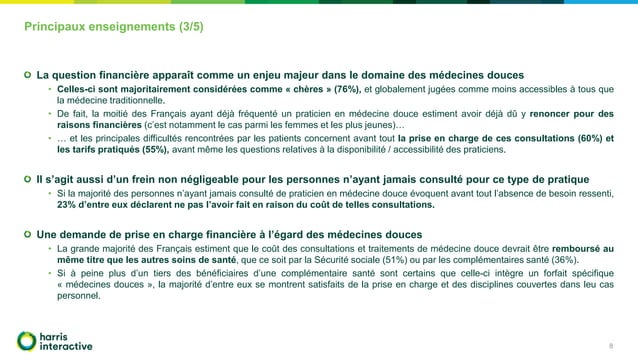 Principaux enseignements (3/5)
La question financière apparaît comme un enjeu majeur dans le domaine des médecines douces
• Celles-ci sont majoritairement considérées comme « chères » (76%), et globalement jugées comme moins accessibles à tous que
la médecine traditionnelle.
• De fait, la moitié des Français ayant déjà fréquenté un praticien en médecine douce estiment avoir déjà dû y renoncer pour des
raisons financières (c’est notamment le cas parmi les femmes et les plus jeunes)…
• … et les principales difficultés rencontrées par les patients concernent avant tout la prise en charge de ces consultations (60%) et
les tarifs pratiqués (55%), avant même les questions relatives à la disponibilité / accessibilité des praticiens.
Il s’agit aussi d’un frein non négligeable pour les personnes n’ayant jamais consulté pour ce type de pratique
• Si la majorité des personnes n’ayant jamais consulté de praticien en médecine douce évoquent avant tout l’absence de besoin ressenti,
23% d’entre eux déclarent ne pas l’avoir fait en raison du coût de telles consultations.
Une demande de prise en charge financière à l’égard des médecines douces
• La grande majorité des Français estiment que le coût des consultations et traitements de médecine douce devrait être remboursé au
même titre que les autres soins de santé, que ce soit par la Sécurité sociale (51%) ou par les complémentaires santé (36%).
• Si à peine plus d’un tiers des bénéficiaires d’une complémentaire santé sont certains que celle-ci intègre un forfait spécifique
« médecines douces », la majorité d’entre eux se montrent satisfaits de la prise en charge et des disciplines couvertes dans leu cas
personnel.
harris
interactive
8